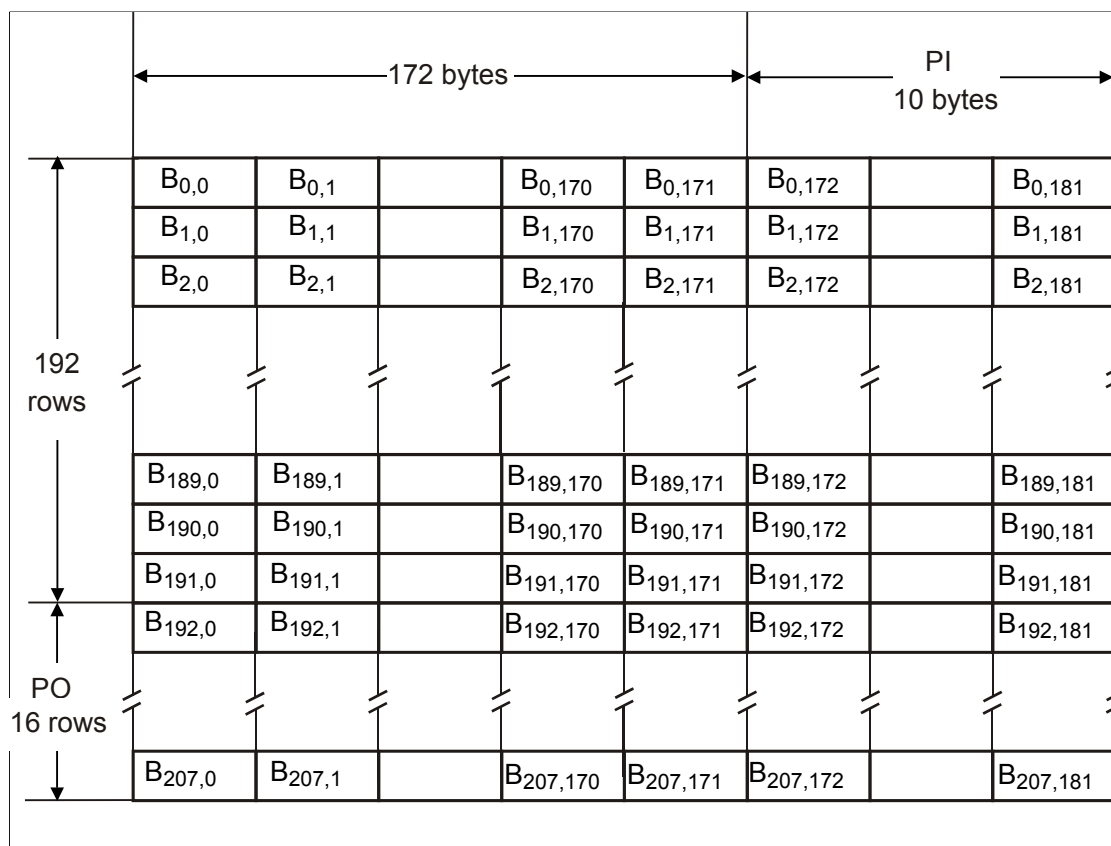 172 bytes
PI
10 bytes
B0,0 B0,1 B0,170 B0,171 B0,172 B0,181
B1,0 B1,1 B1,170 B1,171 B1,172 B1,181
B2,0 B2,1 B2,170 B2,171 B2,172 B2,181
192
rows
B189,0 B189,1 B189,170 B189,171 B189,172 B189,181
B190,0 B190,1 B190,170 B190,171 B190,172 B190,181
B191,0 B191,1 B191,170 B191,171 B191,172 B191,181
B192,0 B192,1 B192,170 B192,171 B192,172 B192,181
PO
16 rows
B207,0 B207,1 B207,170 B207,171 B207,172 B207,181